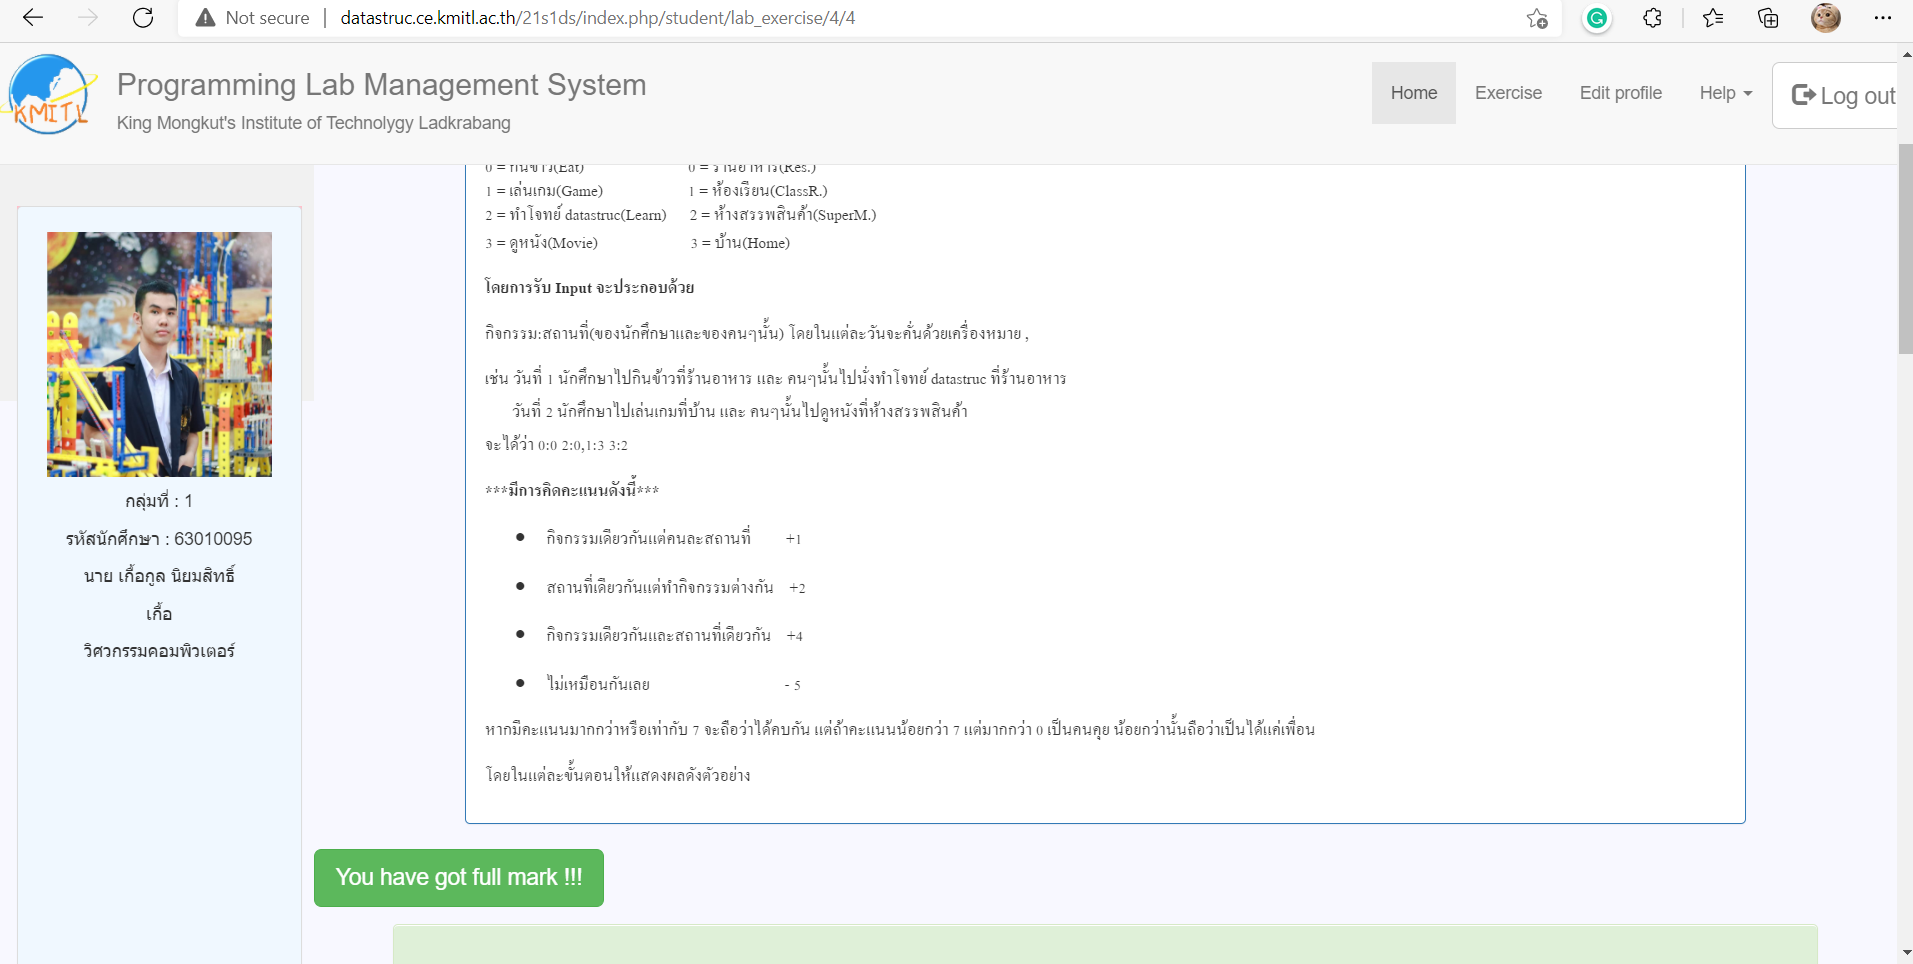 Not secure
datastruc.ce.kmitl.ac.th/21s1ds/index.php/student/lab_exercise/4/4
KMITL
Programming Lab Management System
King Mongkut's Institute of Technolygy Ladkrabang
Home
Exercise
Edit profile
Help
Log out
0 = กินข้าว(Eat) 0 = ร้านอาหาร(Res.)
1 = เล่นเกม(Game) 1 = ห้องเรียน(ClassR.)
2 = ทำโจทย์ datastruc(Learn) 2 = ห้างสรรพสินค้า(SuperM.)
3 = ดูหนัง(Movie) 3 = บ้าน(Home)
โดยการรับ Input จะประกอบด้วย
กิจกรรม:สถานที่(ของนักศึกษาและของคนๆนั้น) โดยในแต่ละวันจะคั่นด้วยเครื่องหมาย ,
เช่น วันที่ 1 นักศึกษาไปกินข้าวที่ร้านอาหาร และ คนๆนั้นไปนั่งทำโจทย์ datastruc ที่ร้านอาหาร
วันที่ 2 นักศึกษาไปเล่นเกมที่บ้าน และ คนๆนั้นไปดูหนังที่ห้างสรรพสินค้า
จะได้ว่า 0:0 2:0,1:3 3:2
***มีการคิดคะแนนดังนี้***
● กิจกรรมเดียวกันแต่คนละสถานที่ +1
● สถานที่เดียวกันแต่ทำกิจกรรมต่างกัน +2
● กิจกรรมเดียวกันและสถานที่เดียวกัน +4
● ไม่เหมือนกันเลย - 5
หากมีคะแนนมากกว่าหรือเท่ากับ 7 จะถือว่าได้คบกัน แต่ถ้าคะแนนน้อยกว่า 7 แต่มากกว่า 0 เป็นคนคุย น้อยกว่านั้นถือว่าเป็นได้แค่เพื่อน
โดยในแต่ละขั้นตอนให้แสดงผลดังตัวอย่าง
กลุ่มที่ : 1
รหัสนักศึกษา : 63010095
นาย เกื้อกูล นิยมสิทธิ์
เกื้อ
วิศวกรรมคอมพิวเตอร์
You have got full mark !!!